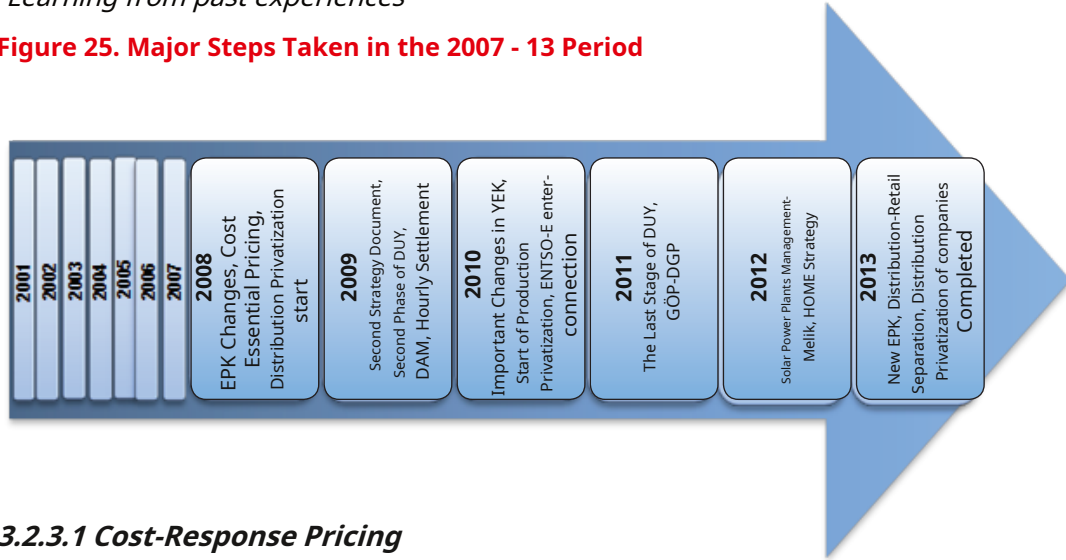 Learning from past experiences
Figure 25. Major Steps Taken in the 2007 - 13 Period
2001
2002
2003
2004
2005
2006
2007
2008
EPK Changes, Cost
Essential Pricing,
Distribution Privatization
start
2009
Second Strategy Document,
Second Phase of DUY,
DAM, Hourly Settlement
2010
Important Changes in YEK,
Start of Production
Privatization, ENTSO-E enter-
connection
2011
The Last Stage of DUY,
GÖP-DGP
2012
Solar Power Plants Management-
Melik, HOME Strategy
2013
New EPK, Distribution-Retail
Separation, Distribution
Privatization of companies
Completed
3.2.3.1 Cost-Response Pricing